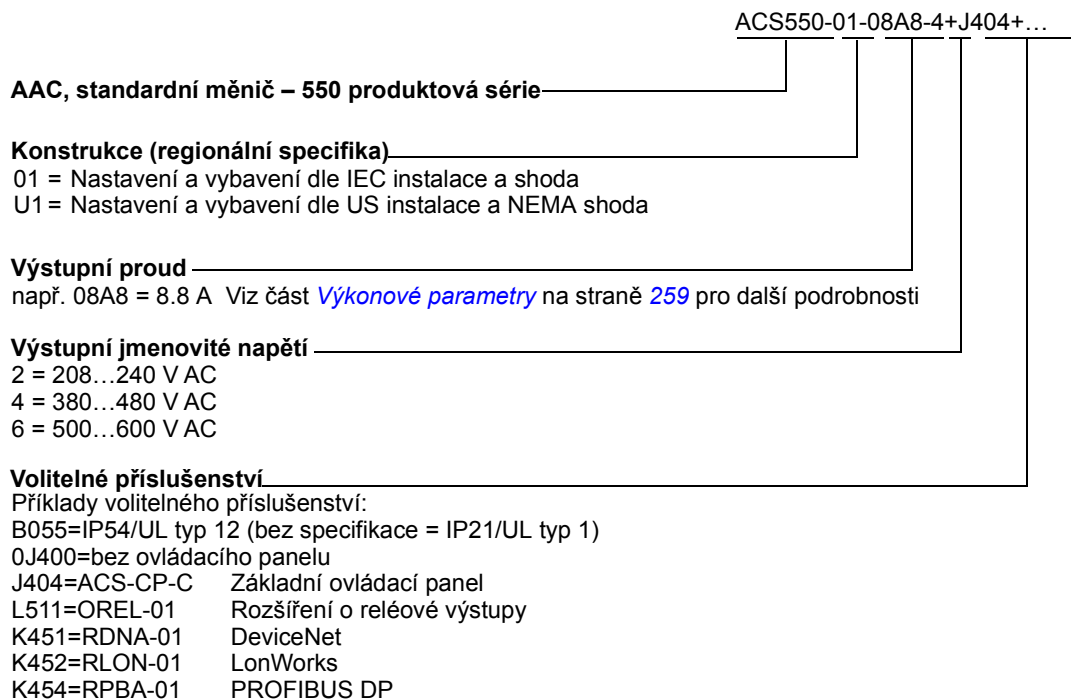 ACS550-01-08A8-4+J404+…
AAC, standardní měnič – 550 produktová série
Konstrukce (regionální specifika)
01 = Nastavení a vybavení dle IEC instalace a shoda
U1 = Nastavení a vybavení dle US instalace a NEMA shoda
Výstupní proud
např. 08A8 = 8.8 A Viz část Výkonové parametry na straně 259 pro další podrobnosti
Výstupní jmenovité napětí
2 = 208…240 V AC
4 = 380…480 V AC
6 = 500…600 V AC
Volitelné příslušenství
Příklady volitelného příslušenství:
B055=IP54/UL typ 12 (bez specifikace = IP21/UL typ 1)
0J400=bez ovládacího panelu
J404=ACS-CP-C Základní ovládací panel
L511=OREL-01 Rozšíření o reléové výstupy
K451=RDNA-01 DeviceNet
K452=RLON-01 LonWorks
K454=RPBA-01 PROFIBUS DP